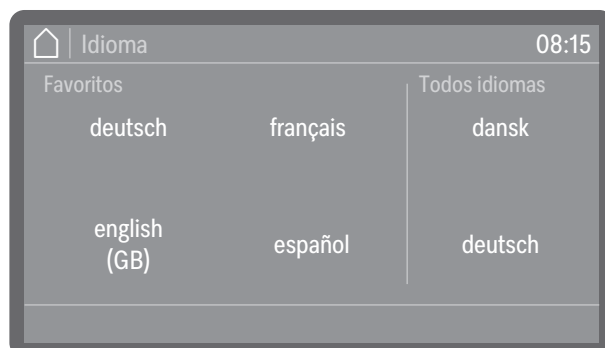 Idioma 08:15
Favoritos Todos idiomas
deutsch français dansk
english
(GB) español deutsch